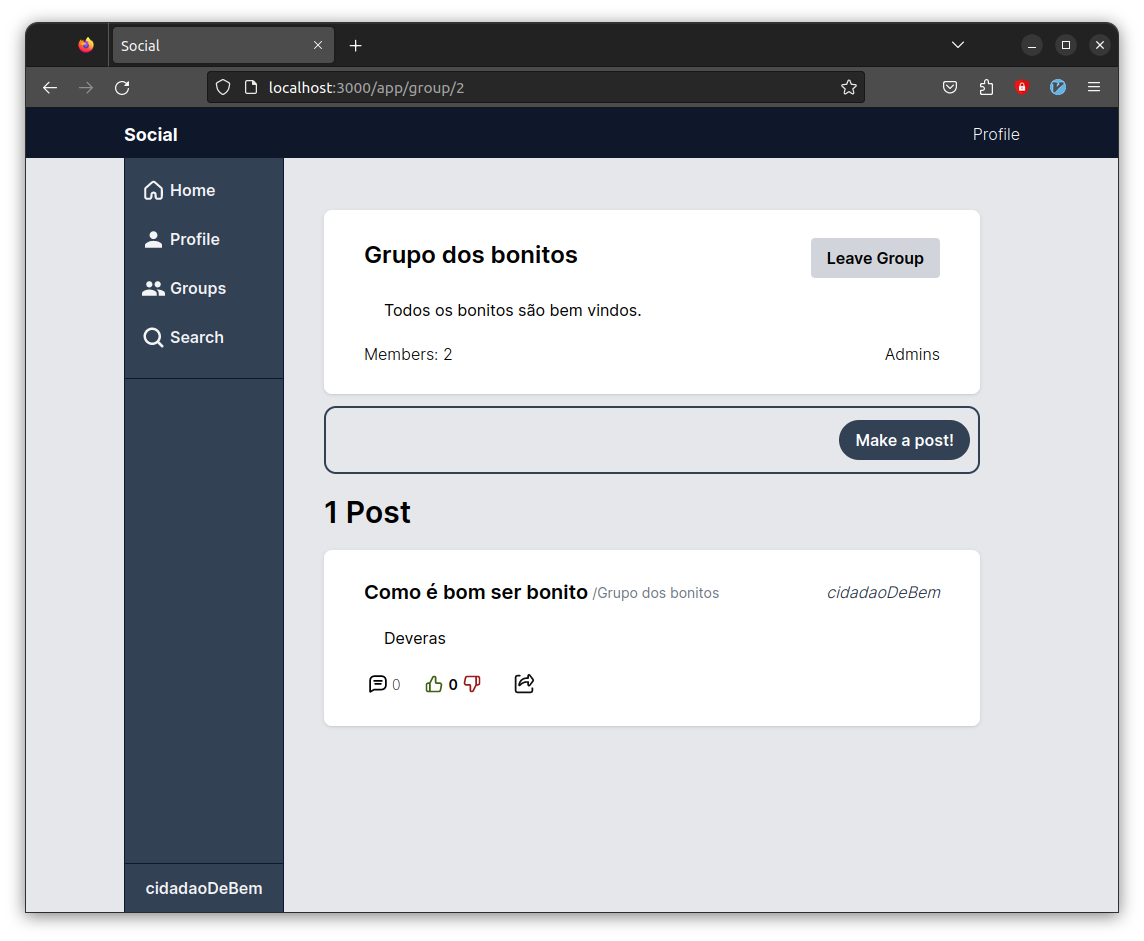 Social
localhost:3000/app/group/2
Social
Profile
Home
Profile
Groups
Search
cidadaoDeBem
Grupo dos bonitos
Leave Group
Todos os bonitos são bem vindos.
Members: 2
Admins
Make a post!
1 Post
Como é bom ser bonito /Grupo dos bonitos
cidadaoDeBem
Deveras
0
0